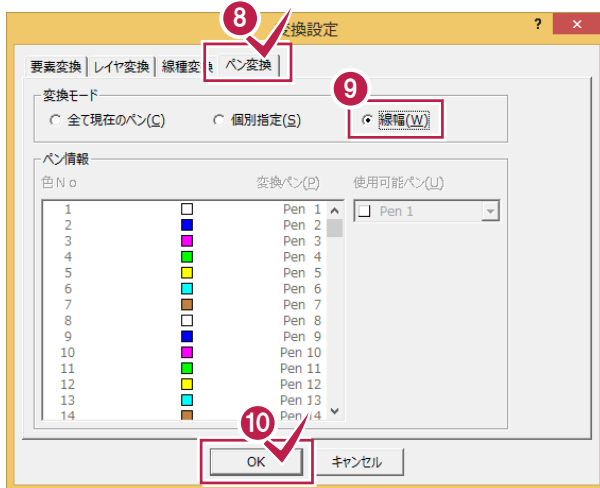 8
変換設定 ? ×
要素変換 レイヤ変換 線種変 ペン変換
変換モード
9
全て現在のペン(C) 個別指定(S) 線幅(W)
ペン情報
色No 変換ペン(P) 使用可能ペン(U)
1 Pen 1 Pen 1
2 Pen 2
3 Pen 3
4 Pen 4
5 Pen 5
6 Pen 6
7 Pen 7
8 Pen 8
9 Pen 9
10 Pen 10
11 Pen 11
12 Pen 12
13 Pen 13
14 Pen 14
10
OK キャンセル